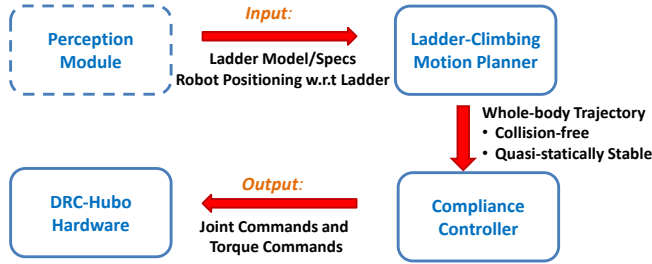 Perception
Module
Input:
Ladder Model/Specs
Robot Positioning w.r.t Ladder
Ladder-Climbing
Motion Planner
Whole-body Trajectory
• Collision-free
• Quasi-statically Stable
Compliance
Controller
Output:
Joint Commands and
Torque Commands
DRC-Hubo
Hardware